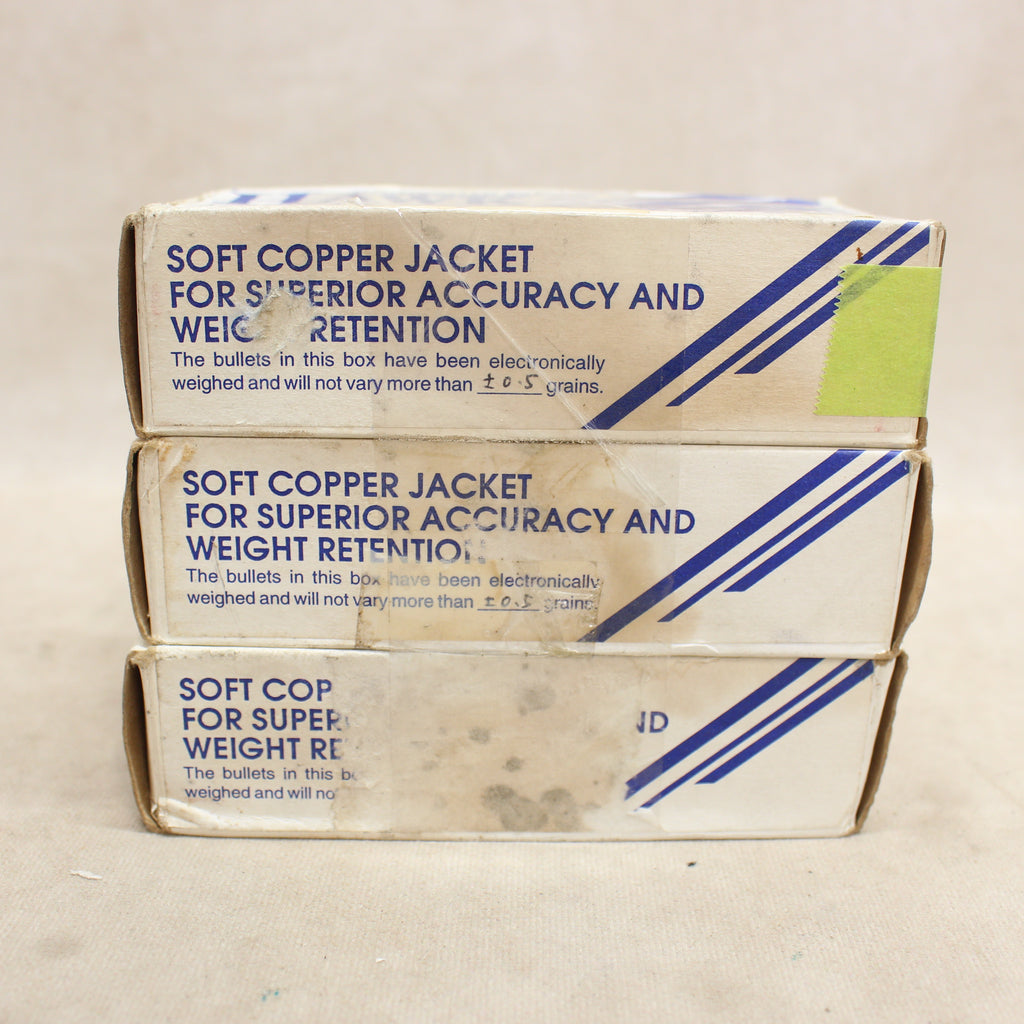 SOFT COPPER JACKET
FOR SUPERIOR ACCURACY AND
RETENTION
The bullets in this box have been electronically
weighed and will not vary more than ±0.5 grains.
SOFT COPPER JACKET
FOR SUPERIOR ACCURACY AND
WEIGHT RETENTION
The bullets in this box have been electronically
weighed and will not vary more than ±0.5 grains.
SOFT COP
FOR SUPER ND
WEIGHT RE
The bullets in this b
weighed and will no